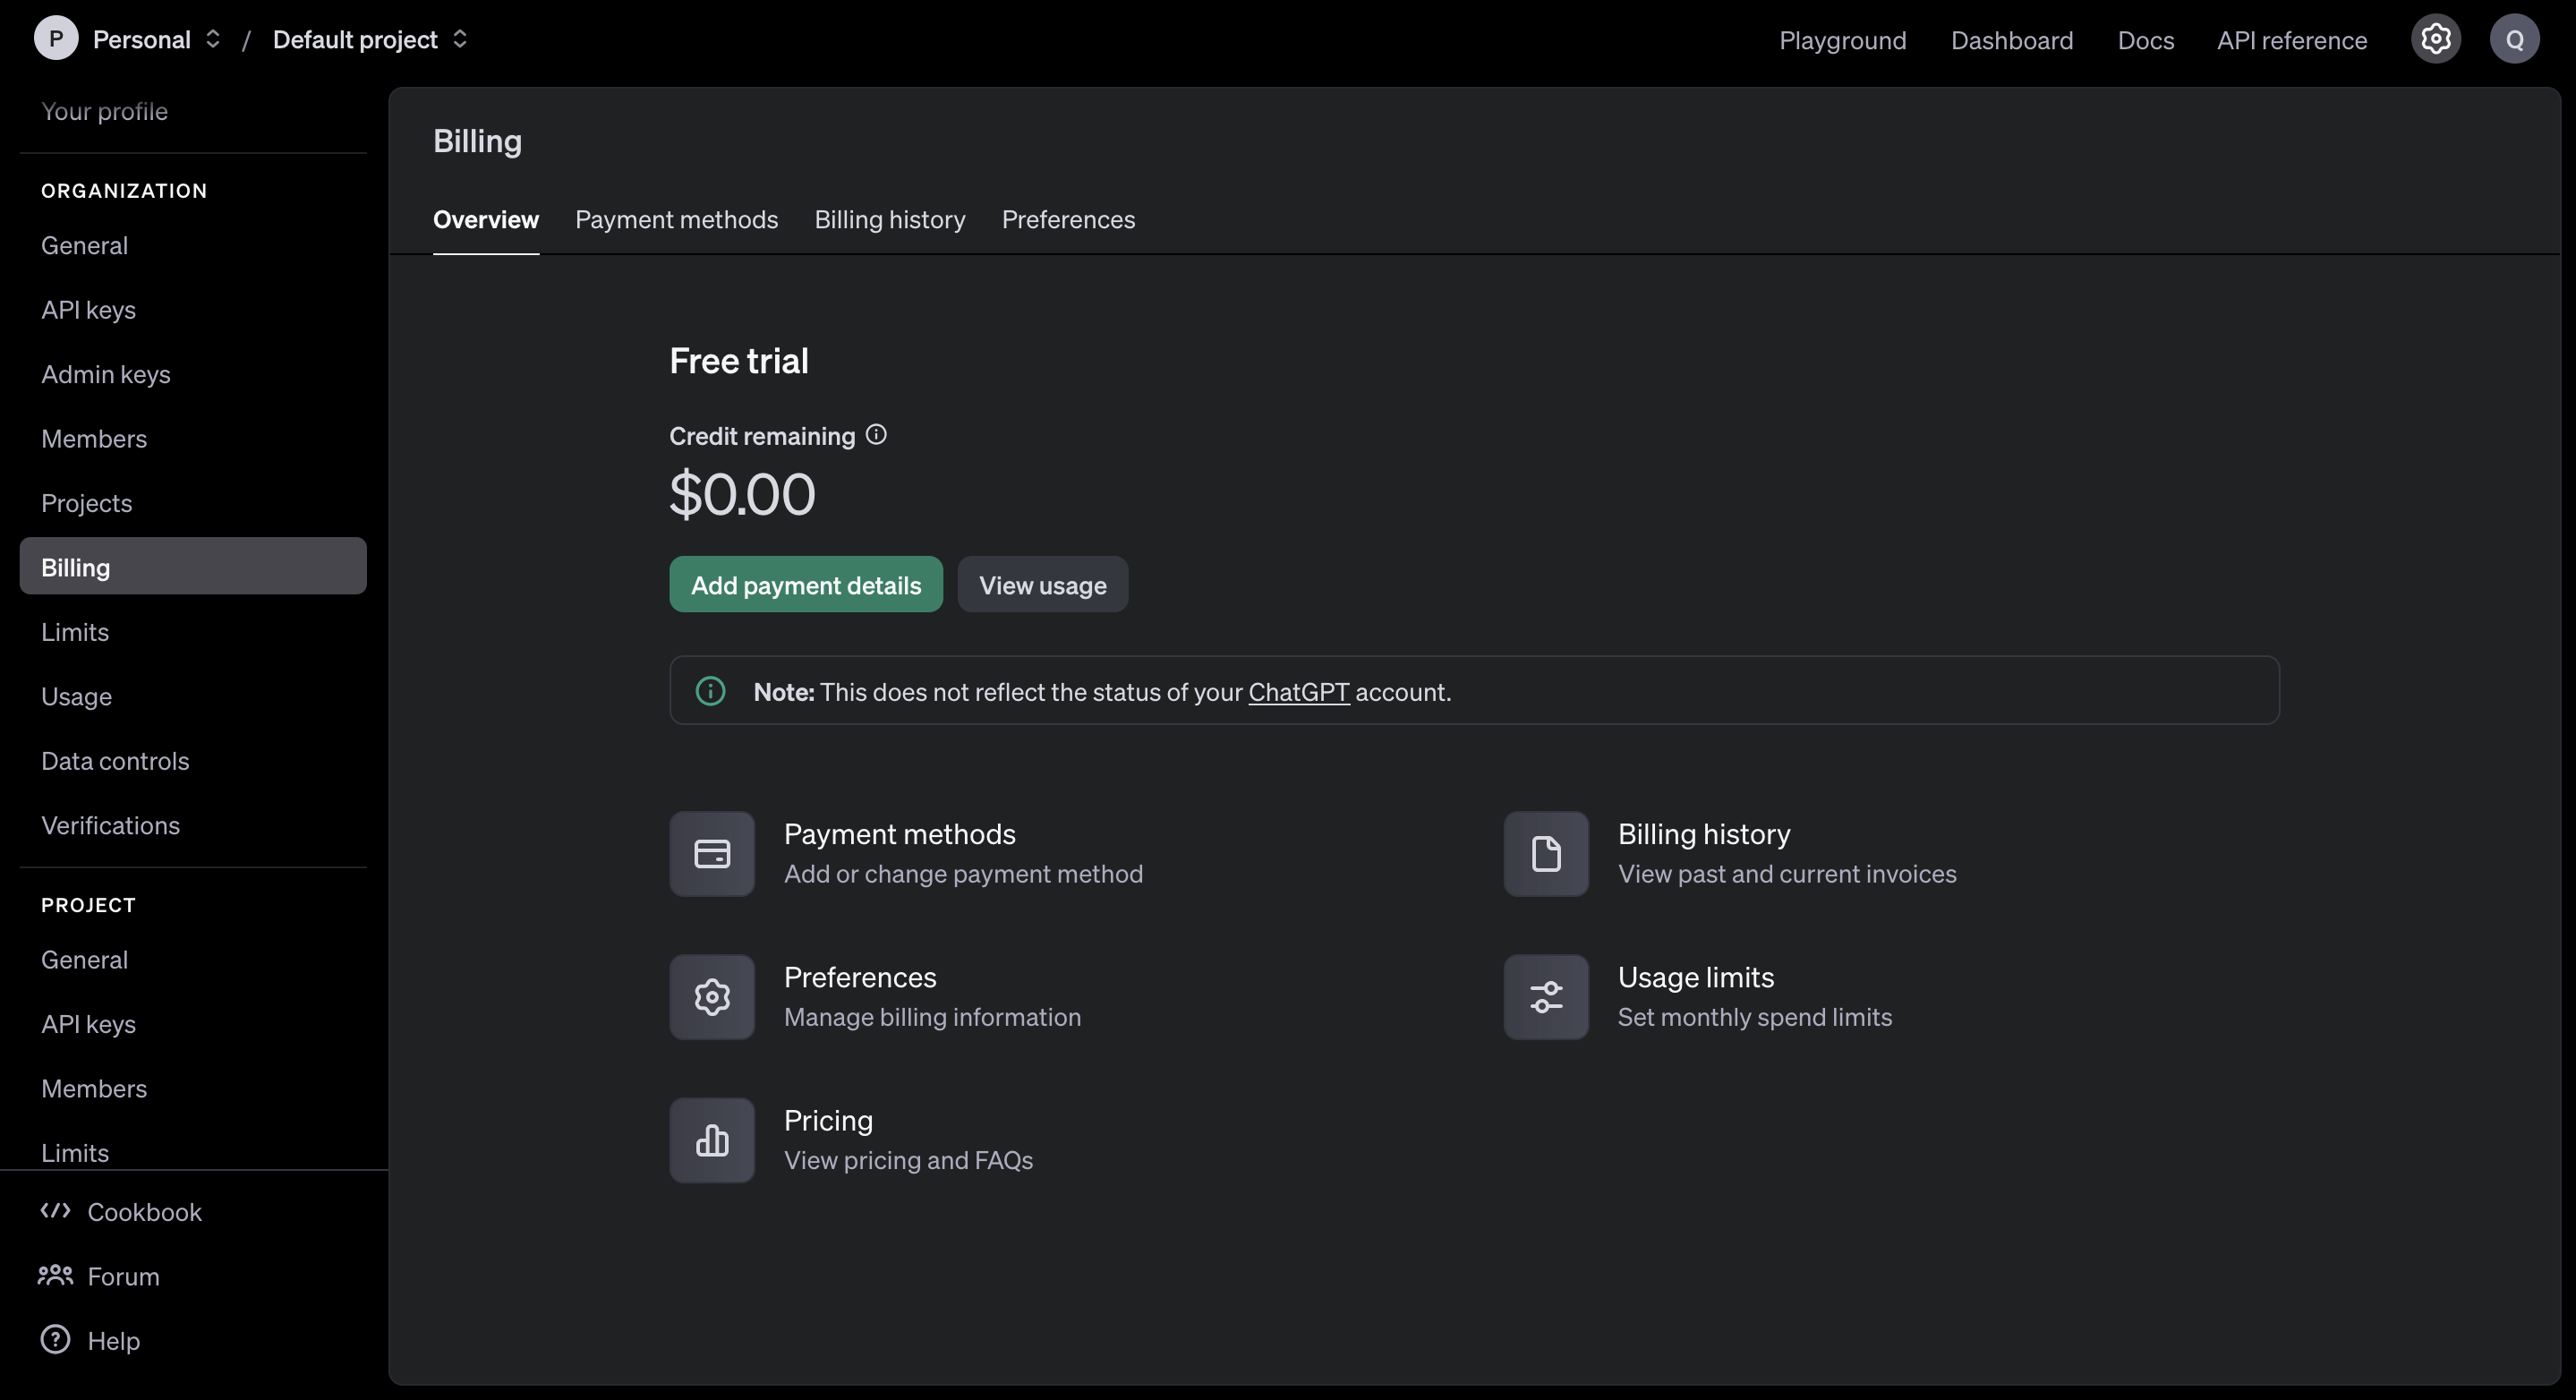 P Personal / Default project
Playground Dashboard Docs API reference Q
Your profile
ORGANIZATION
General
API keys
Admin keys
Members
Projects
Billing
Limits
Usage
Data controls
Verifications
PROJECT
General
API keys
Members
Limits
Cookbook
Forum
Help
Billing
Overview Payment methods Billing history Preferences
Free trial
Credit remaining
$0.00
Add payment details View usage
Note: This does not reflect the status of your ChatGPT account.
Payment methods
Add or change payment method
Billing history
View past and current invoices
Preferences
Manage billing information
Usage limits
Set monthly spend limits
Pricing
View pricing and FAQs